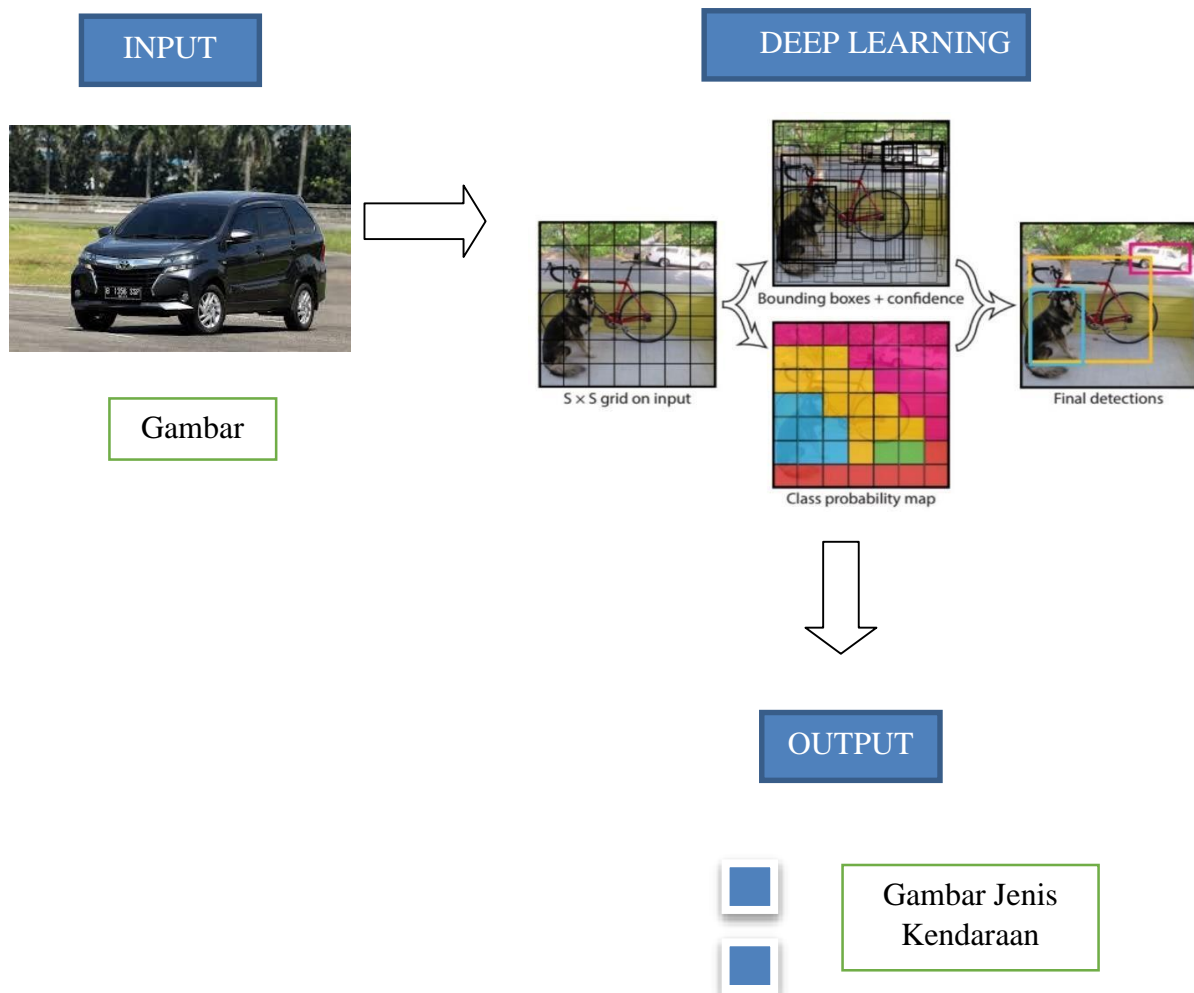 INPUT
DEEP LEARNING
Bounding boxes + confidence
S × S grid on input
Final detections
Gambar
Class probability map
OUTPUT
Gambar Jenis
Kendaraan